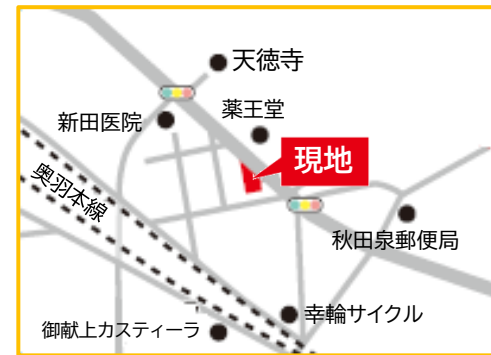 天徳寺
薬王堂
新田医院
現地
奥羽本線
秋田泉郵便局
幸輪サイクル
御献上カスティーラ